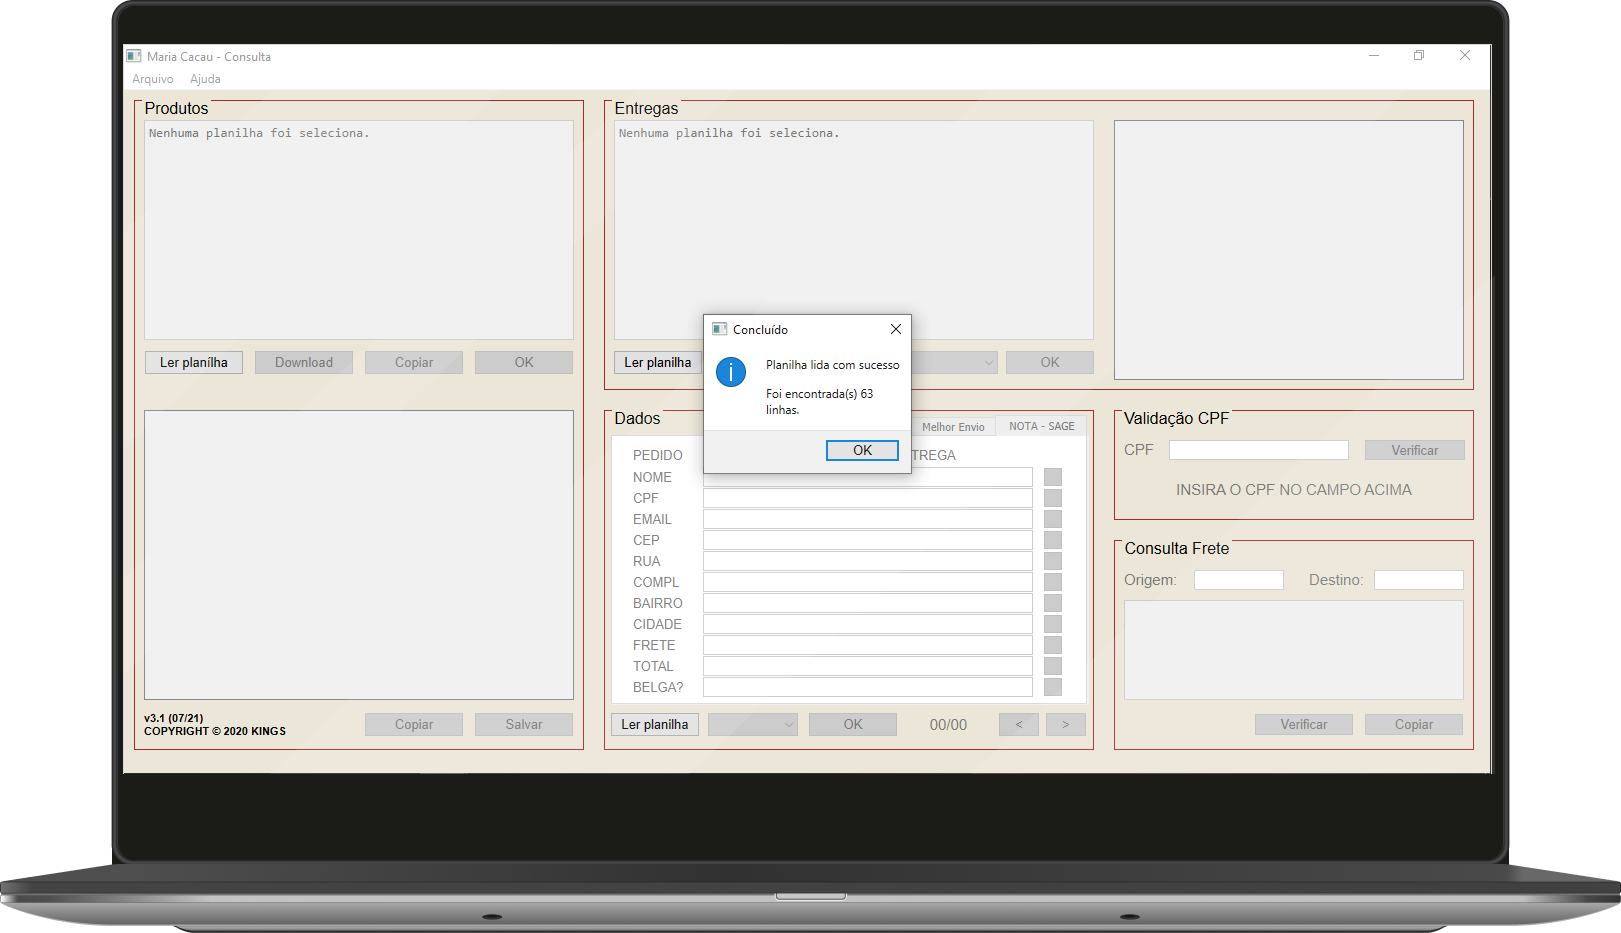 Maria Cacau - Consulta
Arquivo Ajuda
Produtos
Nenhuma planilha foi seleciona.
Ler planílha Download Copiar OK
Entregas
Nenhuma planilha foi seleciona.
Ler planilha OK
Concluído
Planilha lida com sucesso
Foi encontrada(s) 63
linhas.
OK
v3.1 (07/21)
COPYRIGHT © 2020 KINGS
Copiar Salvar
Dados
Melhor Envio NOTA - SAGE
PEDIDO TREGA
NOME
CPF
EMAIL
CEP
RUA
COMPL
BAIRRO
CIDADE
FRETE
TOTAL
BELGA?
Ler planilha OK 00/00 < >
Validação CPF
CPF Verificar
INSIRA O CPF NO CAMPO ACIMA
Consulta Frete
Origem: Destino:
Verificar Copiar